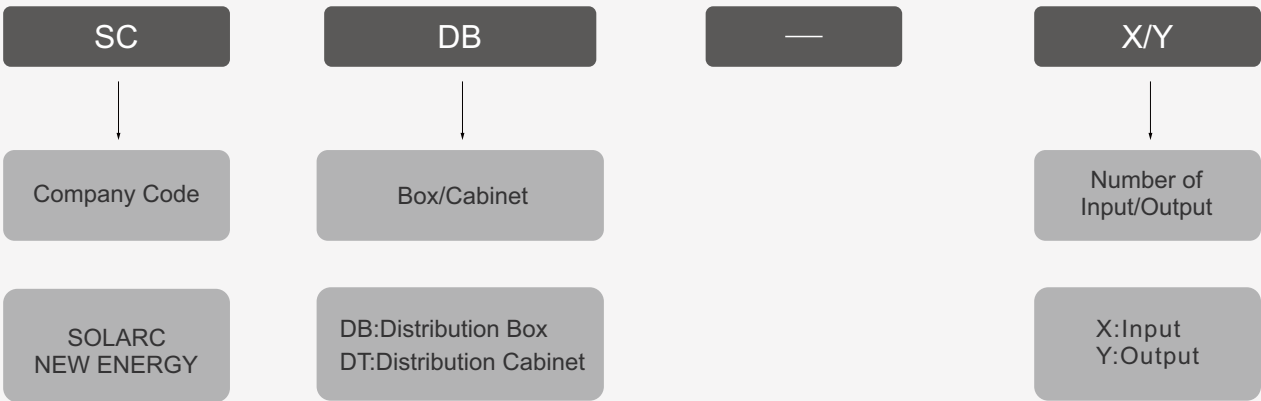 SC
DB
—
X/Y
Company Code
Box/Cabinet
Number of
Input/Output
SOLARC
NEW ENERGY
DB:Distribution Box
DT:Distribution Cabinet
X:Input
Y:Output